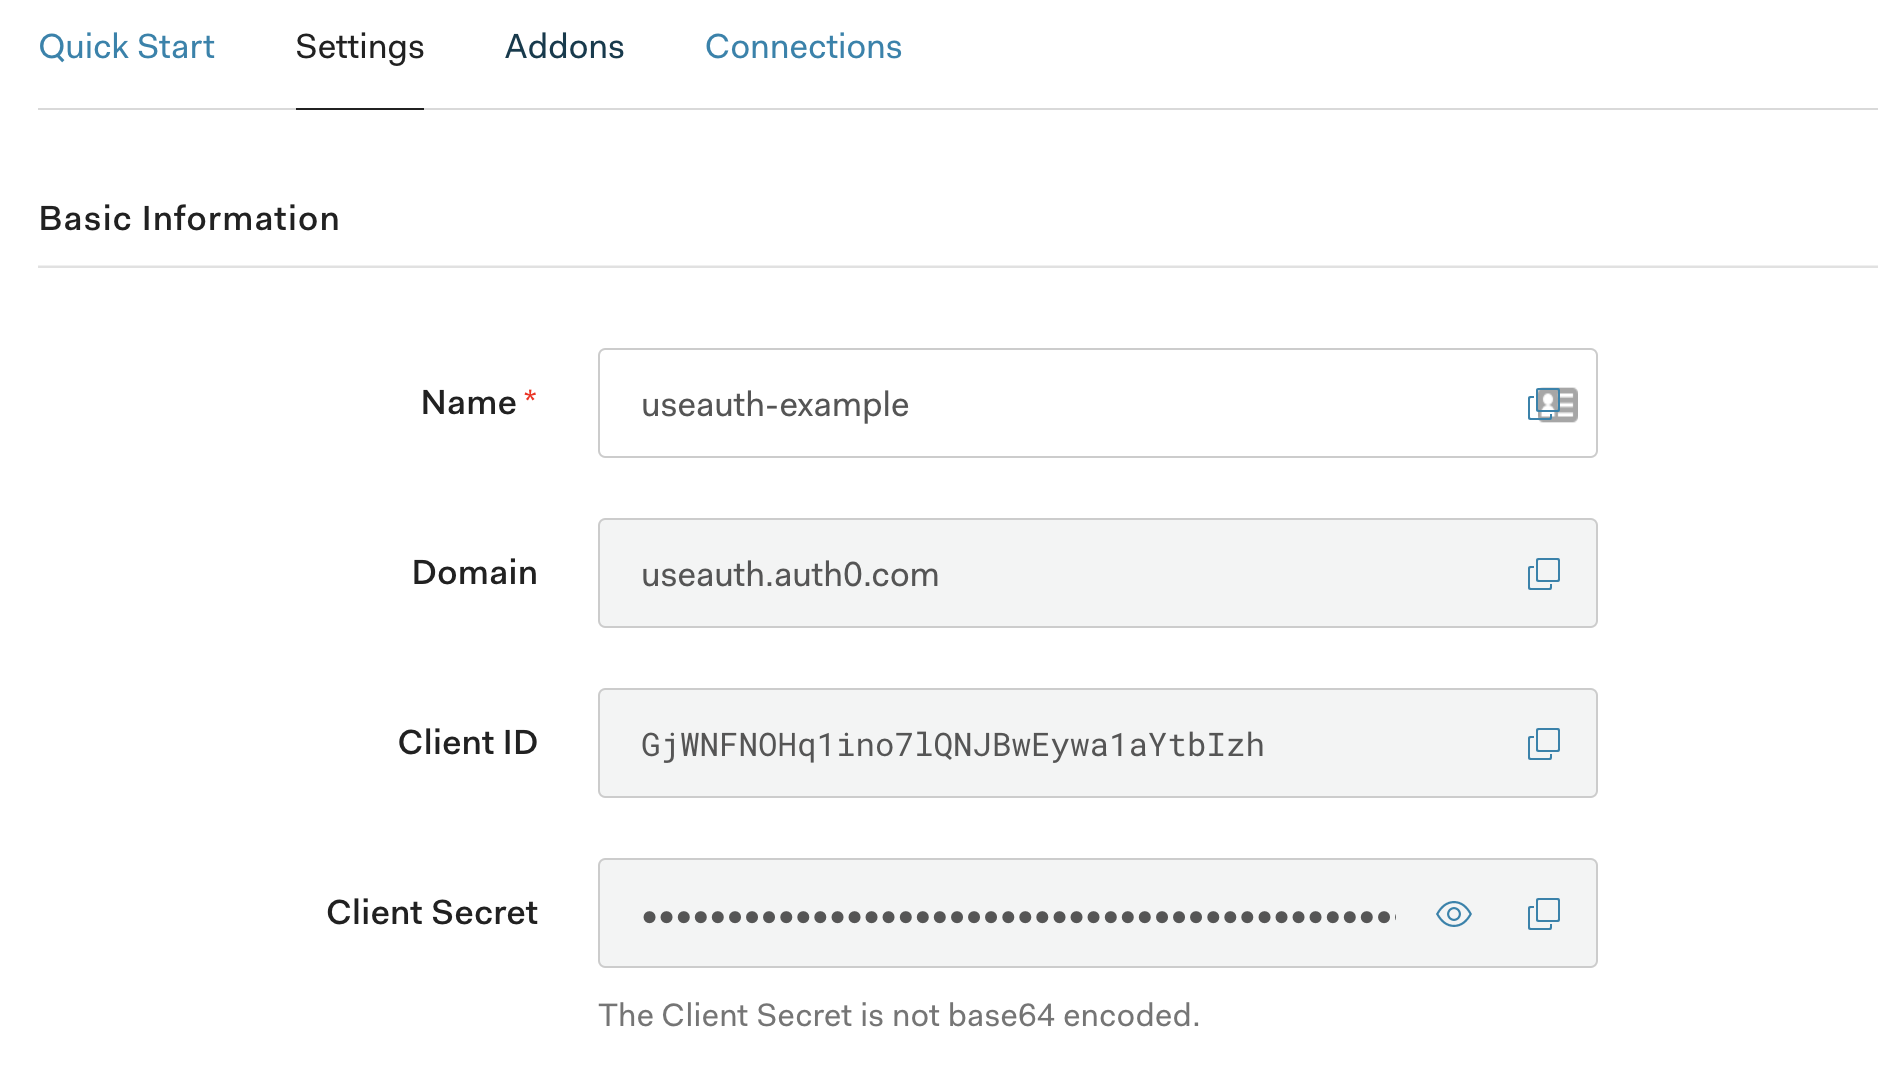 Quick Start Settings Addons Connections
Basic Information
Name *
useauth-example
Domain
useauth.auth0.com
Client ID
GjWNFNOHq1ino7lQNJBwEywa1aYtbIzh
Client Secret
••••••••••••••••••••••••••••••••••••••••••••
The Client Secret is not base64 encoded.